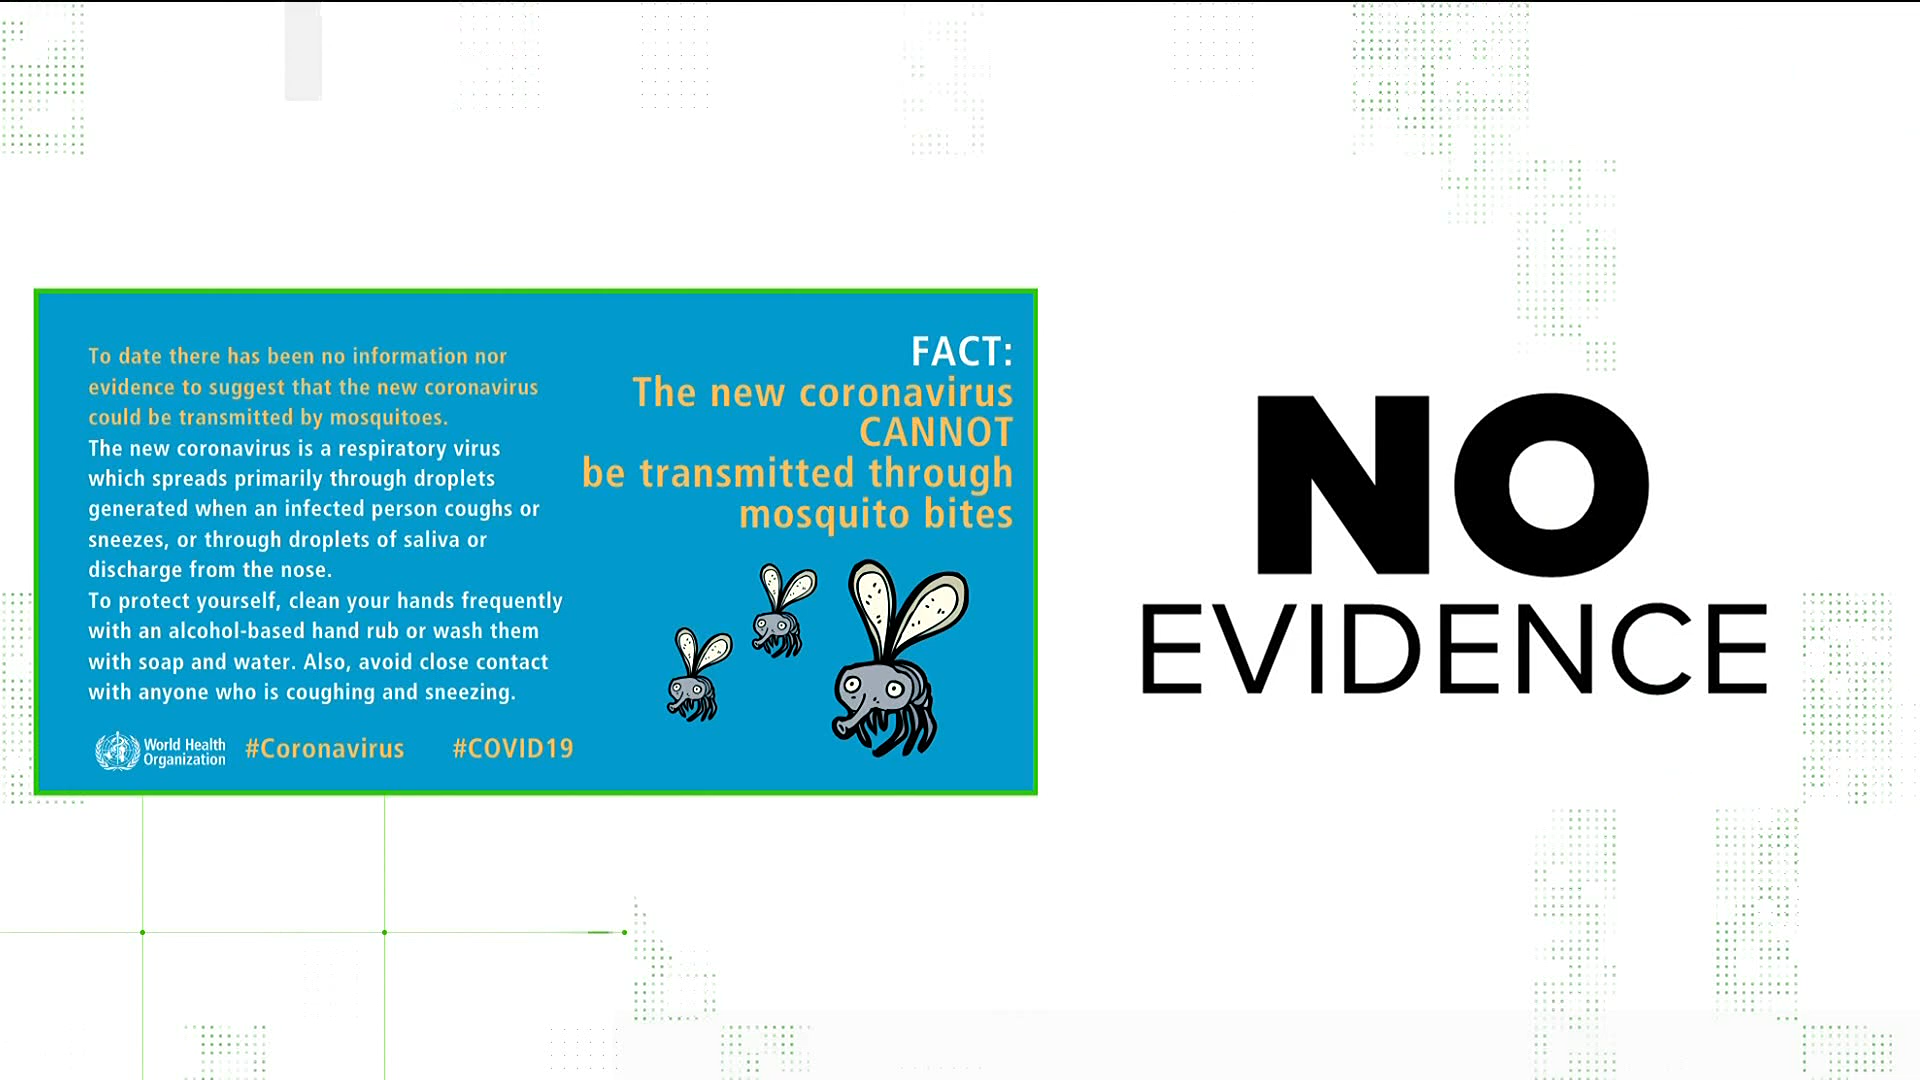 To date there has been no information nor
evidence to suggest that the new coronavirus
could be transmitted by mosquitoes.
The new coronavirus is a respiratory virus
which spreads primarily through droplets
generated when an infected person coughs or
sneezes, or through droplets of saliva or
discharge from the nose.
To protect yourself, clean your hands frequently
with an alcohol-based hand rub or wash them
with soap and water. Also, avoid close contact
with anyone who is coughing and sneezing.
World Health
Organization
#Coronavirus #COVID19
FACT:
The new coronavirus
CANNOT
be transmitted through
mosquito bites
NO
EVIDENCE